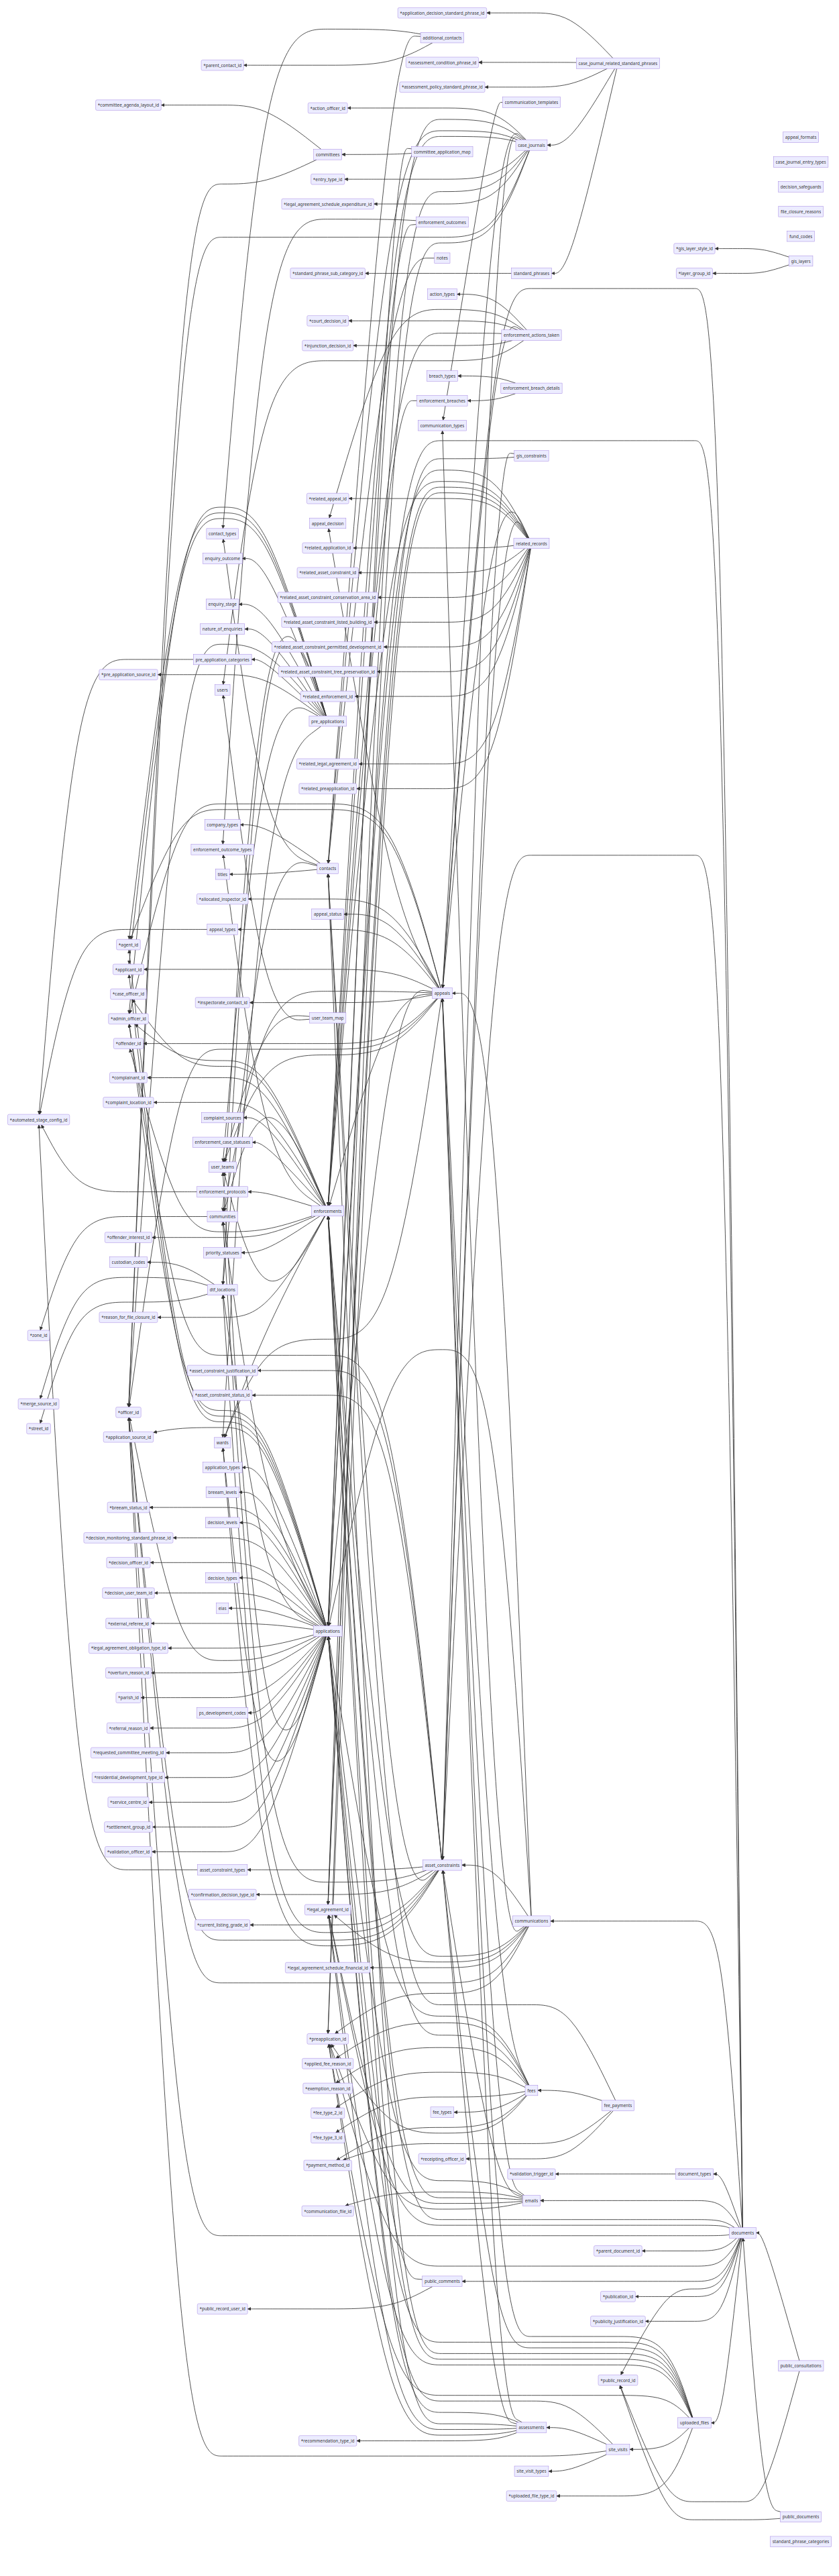 *application_decision_standard_phrase_id
additional_contacts
*parent_contact_id
*assessment_condition_phrase_id
case_journal_related_standard_phrases
*assessment_policy_standard_phrase_id
*committee_agenda_layout_id
*action_officer_id
communication_templates
appeal_formats
case_journals
committees
committee_application_map
case_journal_entry_types
*entry_type_id
decision_safeguards
*legal_agreement_schedule_expenditure_id
file_closure_reasons
enforcement_outcomes
fund_codes
*gis_layer_style_id
notes
gis_layers
*standard_phrase_sub_category_id
standard_phrases
*layer_group_id
action_types
*court_decision_id
enforcement_actions_taken
*injunction_decision_id
breach_types
enforcement_breach_details
enforcement_breaches
communication_types
gis_constraints
*related_appeal_id
appeal_decision
contact_types
related_records
*related_application_id
enquiry_outcome
*related_asset_constraint_id
*related_asset_constraint_conservation_area_id
enquiry_stage
*related_asset_constraint_listed_building_id
nature_of_enquiries
*related_asset_constraint_permitted_development_id
pre_application_categories
*pre_application_source_id
*related_asset_constraint_tree_preservation_id
users
*related_enforcement_id
pre_applications
*related_legal_agreement_id
*related_preapplication_id
company_types
enforcement_outcome_types
titles
contacts
*allocated_inspector_id
appeal_status
appeal_types
*agent_id
*applicant_id
*case_officer_id
appeals
*inspectorate_contact_id
*admin_officer_id
user_team_map
*offender_id
*complainant_id
*complaint_location_id
*automated_stage_config_id
complaint_sources
enforcement_case_statuses
user_teams
enforcement_protocols
enforcements
communities
*offender_interest_id
priority_statuses
custodian_codes
dtf_locations
*reason_for_file_closure_id
*zone_id
*asset_constraint_justification_id
*asset_constraint_status_id
*merge_source_id
*officer_id
*street_id
*application_source_id
wards
application_types
breeam_levels
*breeam_status_id
decision_levels
*decision_monitoring_standard_phrase_id
*decision_officer_id
decision_types
*decision_user_team_id
eias
*external_referee_id
applications
*legal_agreement_obligation_type_id
*overturn_reason_id
*parish_id
ps_development_codes
*referral_reason_id
*requested_committee_meeting_id
*residential_development_type_id
*service_centre_id
*settlement_group_id
*validation_officer_id
asset_constraints
asset_constraint_types
*confirmation_decision_type_id
*legal_agreement_id
communications
*current_listing_grade_id
*legal_agreement_schedule_financial_id
*preapplication_id
*applied_fee_reason_id
*exemption_reason_id
fees
fee_payments
*fee_type_2_id
fee_types
*fee_type_3_id
*receipting_officer_id
*payment_method_id
*validation_trigger_id
document_types
emails
*communication_file_id
documents
*parent_document_id
public_comments
*publication_id
*public_record_user_id
*publicity_justification_id
public_consultations
*public_record_id
uploaded_files
assessments
*recommendation_type_id
site_visits
site_visit_types
*uploaded_file_type_id
public_documents
standard_phrase_categories